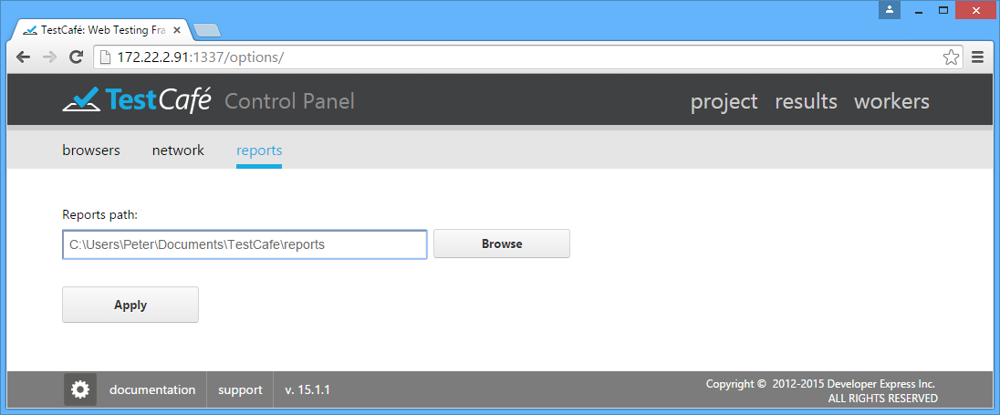 TestCafé: Web Testing Fra
172.22.2.91:1337/options/
TestCafé Control Panel
project results workers
browsers network reports
Reports path:
C:\Users\Peter\Documents\TestCafe\reports
Browse
Apply
documentation support v. 15.1.1
Copyright © 2012-2015 Developer Express Inc.
ALL RIGHTS RESERVED